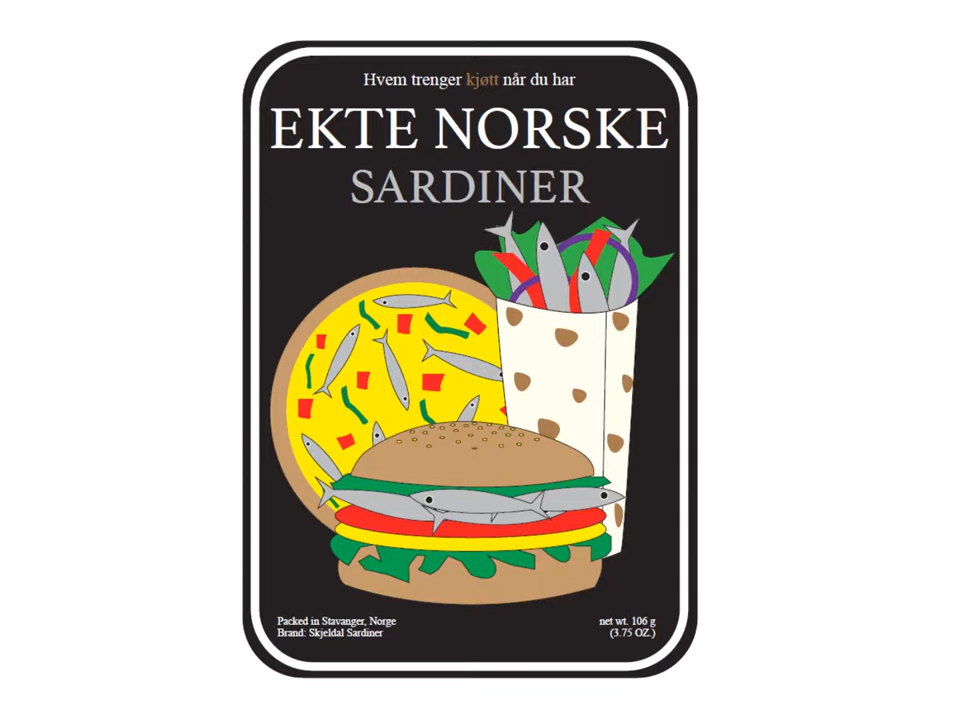 Hvem trenger kjøtt når du har
EKTE NORSKE
SARDINER
Packed in Stavanger, Norge
Brand: Skjeldal Sardiner
net wt. 106 g
(3.75 OZ.)